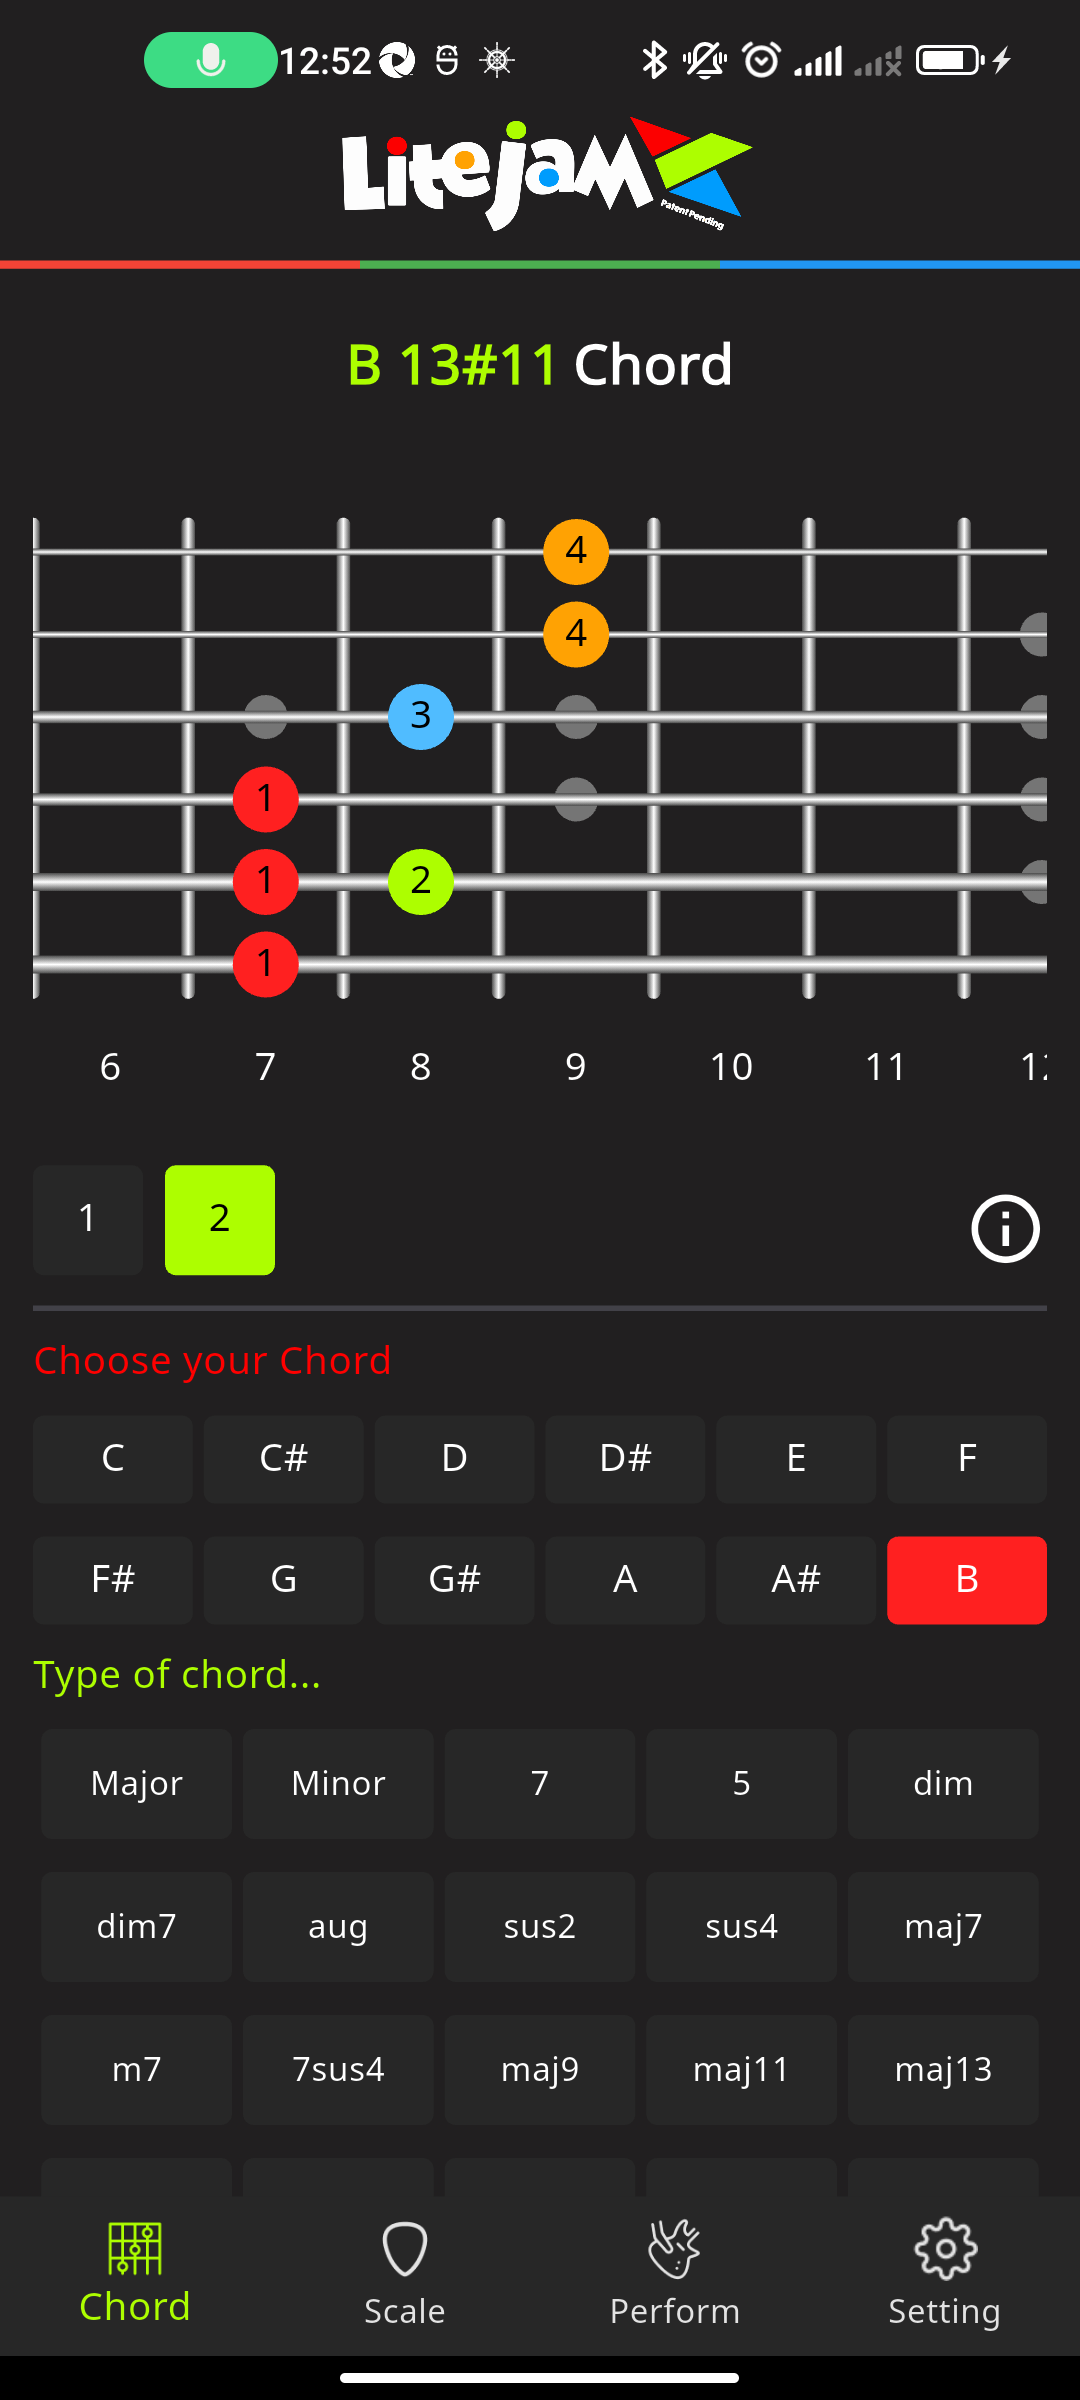 12:52
LiteJam
Patent Pending
B 13#11 Chord
4
4
3
1
1 2
1
6 7 8 9 10 11
1 2
Choose your Chord
C C# D D# E F
F# G G# A A# B
Type of chord...
Major Minor 7 5 dim
dim7 aug sus2 sus4 maj7
m7 7sus4 maj9 maj11 maj13
Chord Scale Perform Setting